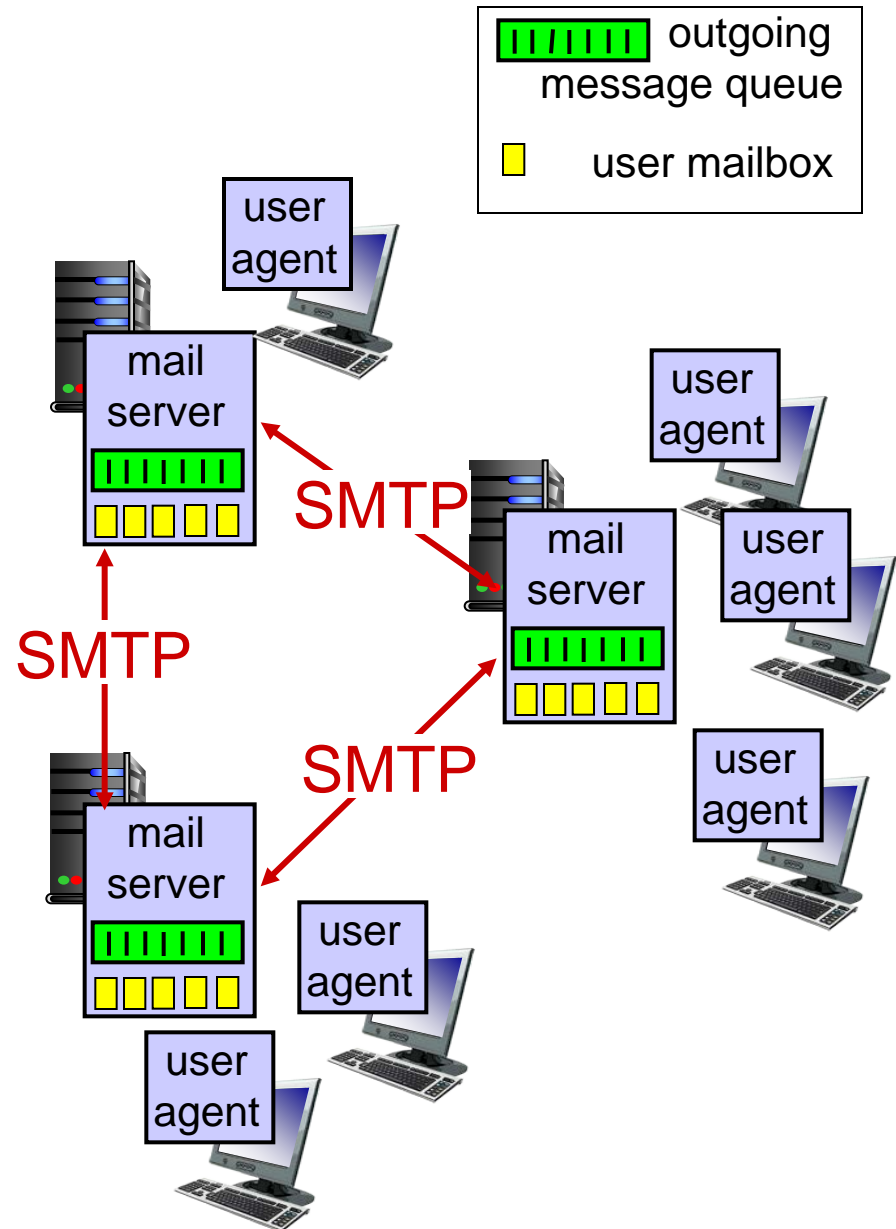 outgoing
message queue
user mailbox
user
agent
mail
server
SMTP
user
agent
mail
server
user
agent
SMTP
SMTP
user
agent
mail
server
user
agent
user
agent